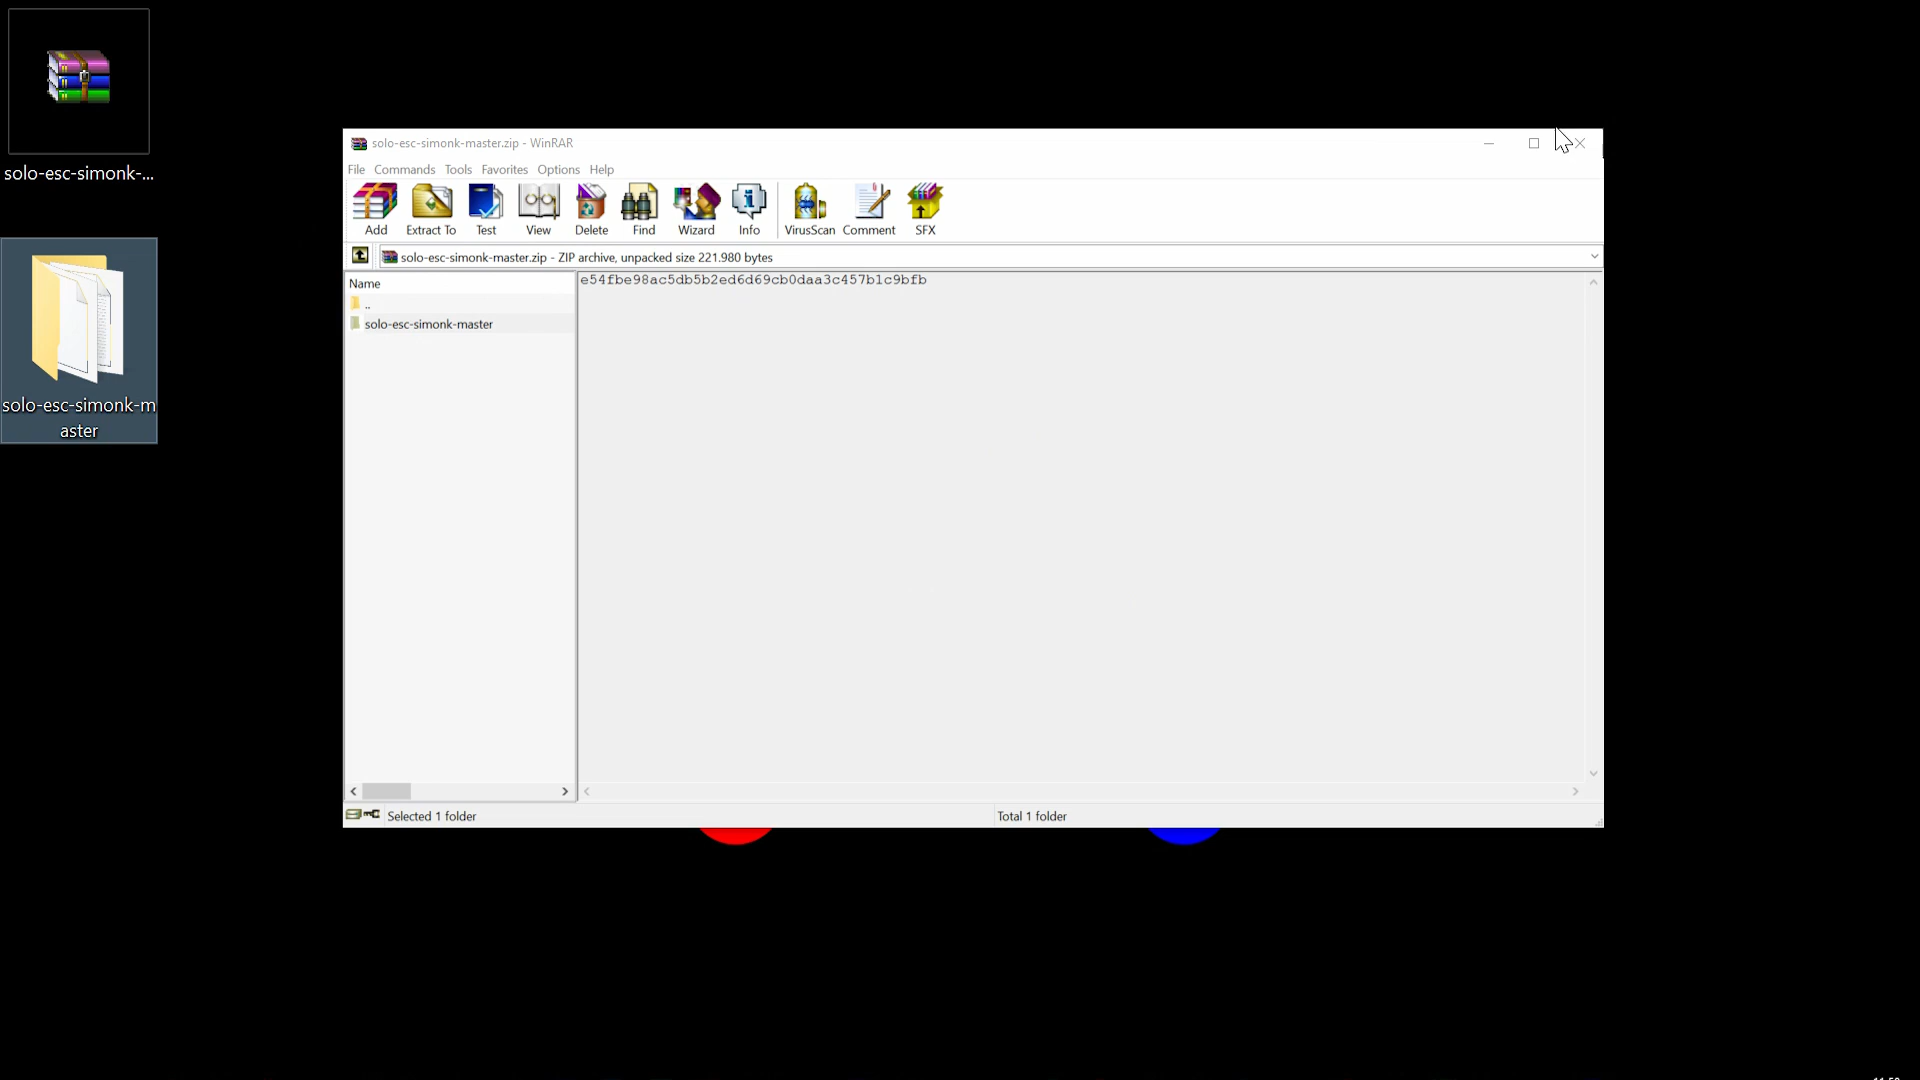 solo-esc-simonk-...
solo-esc-simonk-m
aster
solo-esc-simonk-master.zip - WinRAR
File Commands Tools Favorites Options Help
Add Extract To Test View Delete Find Wizard Info VirusScan Comment SFX
solo-esc-simonk-master.zip - ZIP archive, unpacked size 221.980 bytes
Name
..
solo-esc-simonk-master
e54fbe98ac5db5b2ed6d69cb0daa3c457b1c9bfb
Selected 1 folder
Total 1 folder